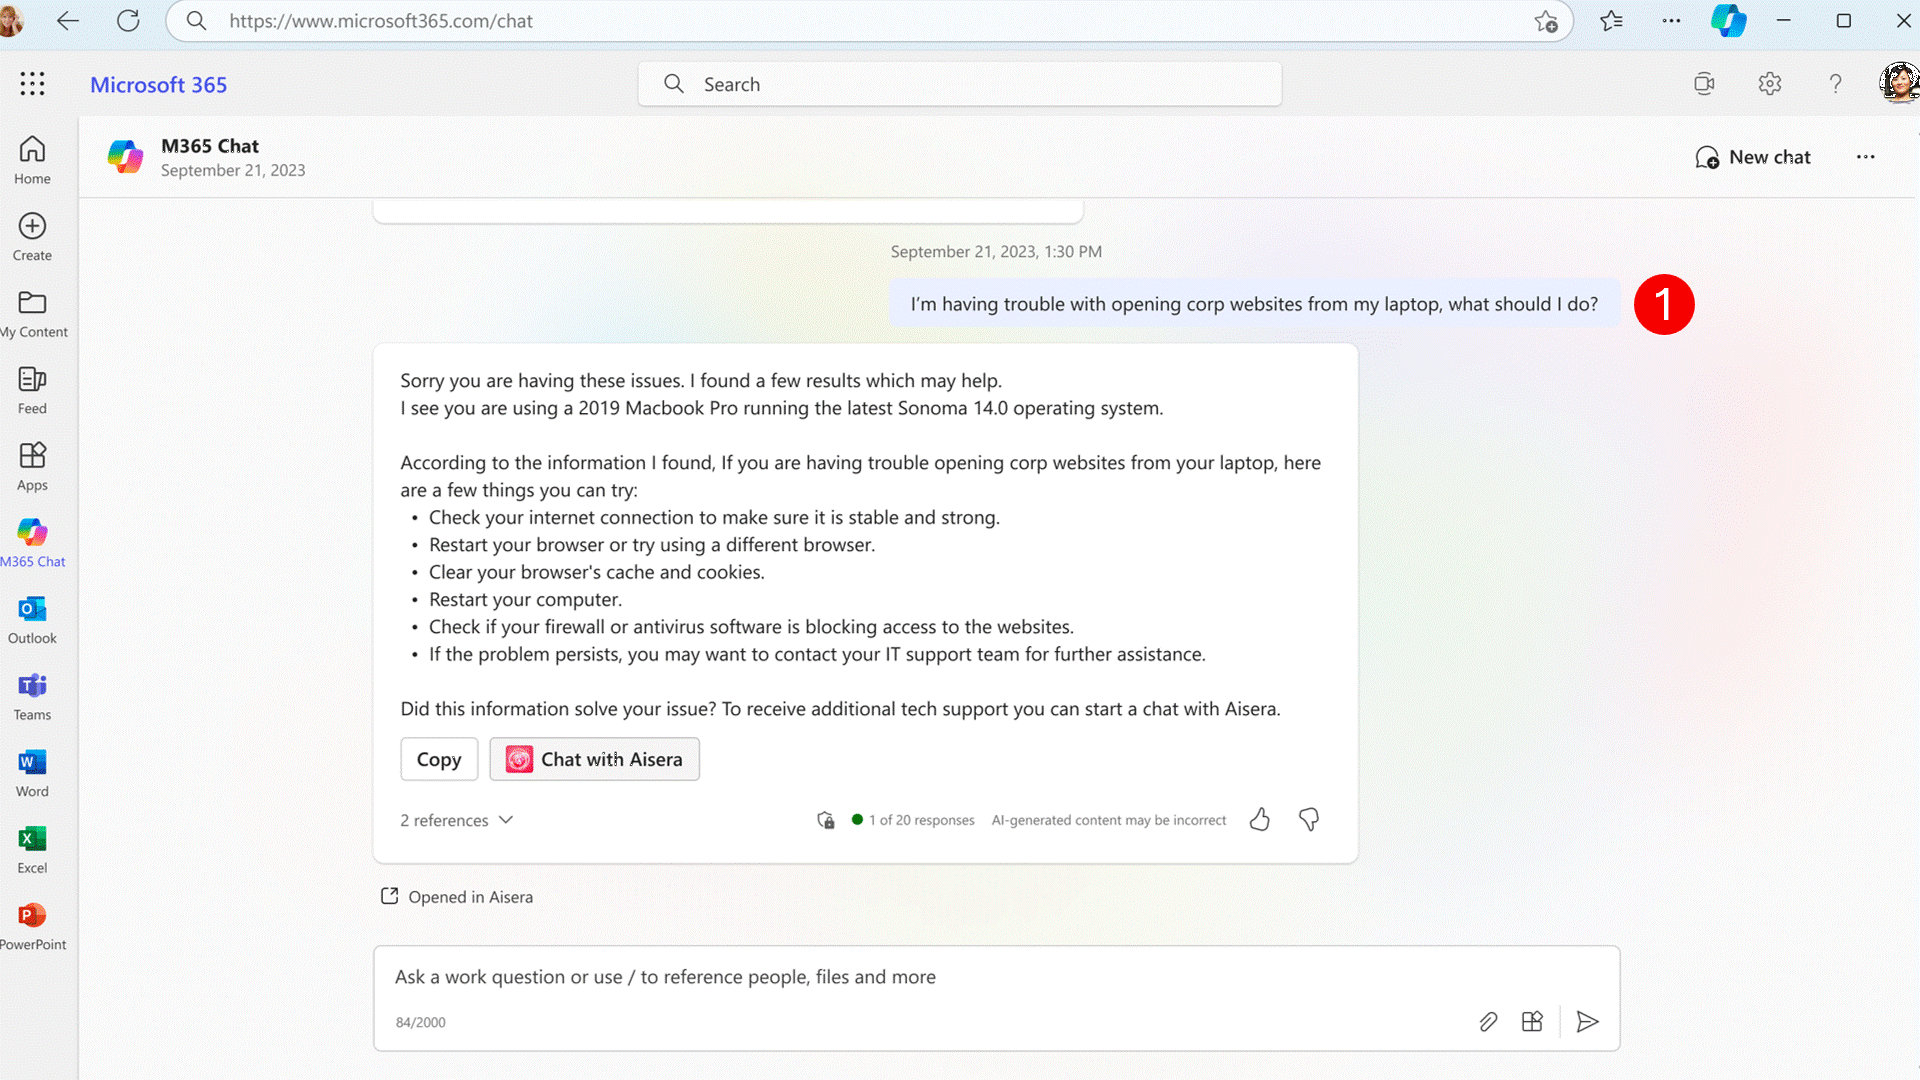 https://www.microsoft365.com/chat
Microsoft 365
Search
M365 Chat
September 21, 2023
New chat
Home
Create
My Content
Feed
Apps
M365 Chat
Outlook
Teams
Word
Excel
PowerPoint
September 21, 2023, 1:30 PM
I’m having trouble with opening corp websites from my laptop, what should I do?
1
Sorry you are having these issues. I found a few results which may help.
I see you are using a 2019 Macbook Pro running the latest Sonoma 14.0 operating system.
According to the information I found, If you are having trouble opening corp websites from your laptop, here
are a few things you can try:
• Check your internet connection to make sure it is stable and strong.
• Restart your browser or try using a different browser.
• Clear your browser's cache and cookies.
• Restart your computer.
• Check if your firewall or antivirus software is blocking access to the websites.
• If the problem persists, you may want to contact your IT support team for further assistance.
Did this information solve your issue? To receive additional tech support you can start a chat with Aisera.
Copy
Chat with Aisera
2 references
1 of 20 responses
AI-generated content may be incorrect
Opened in Aisera
Ask a work question or use / to reference people, files and more
84/2000